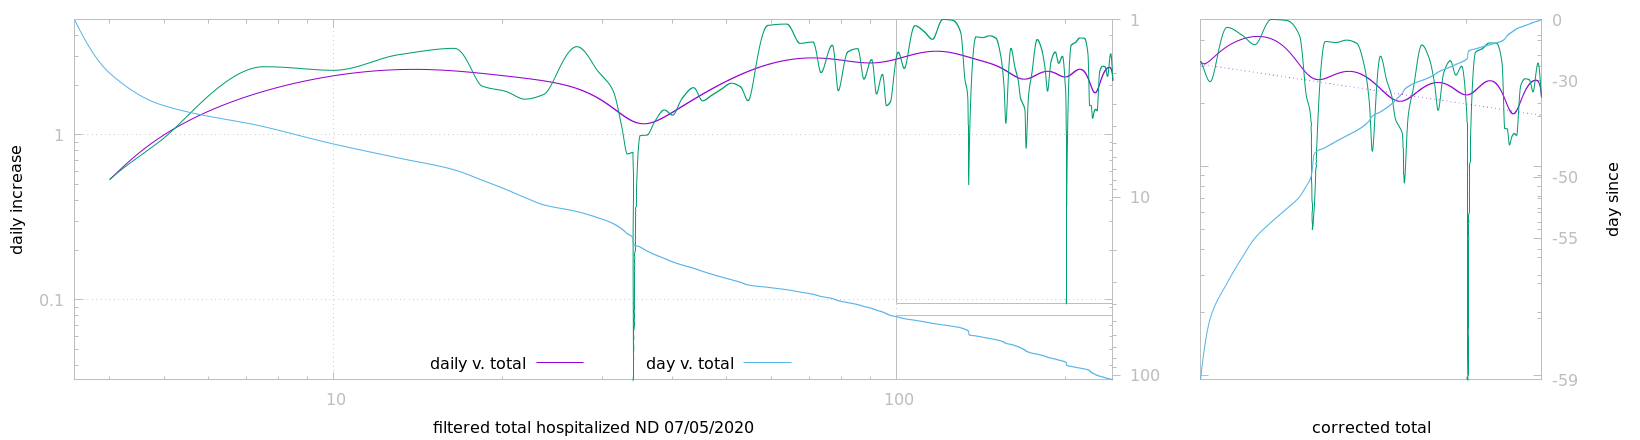 daily increase
1
0.1
10
100
filtered total hospitalized ND 07/05/2020
daily v. total
day v. total
1
10
100
0
-30
-50
-55
-59
day since
corrected total